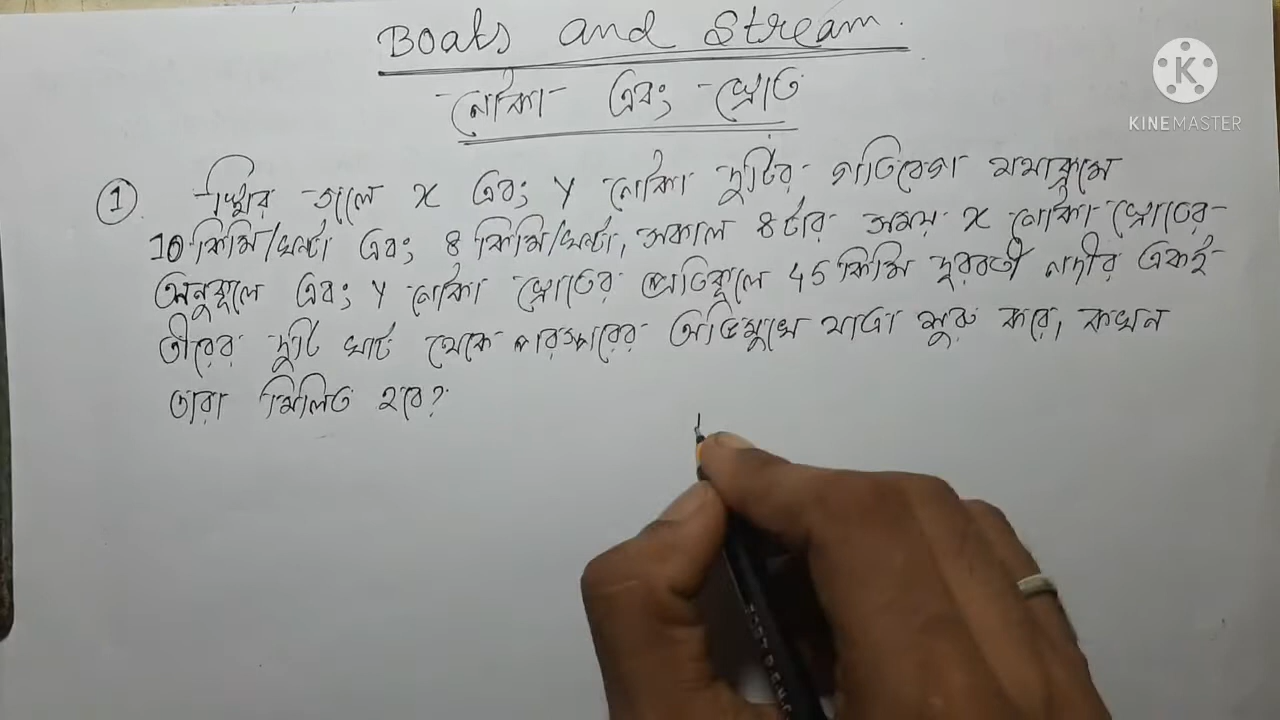 Boats and Stream.
KINEMASTER
নৌকা এবং স্রোত
① স্থির জলে X এবং Y নৌকা দুটির গতিবেগ যথাক্রমে
10 কিমি/ঘন্টা এবং 8 কিমি/ঘন্টা, সকাল 8 টার সময় X নৌকা স্রোতের
অনুকূলে এবং Y নৌকা স্রোতের প্রতিকূলে 45 কিমি দূরবর্তী নদীর একই
তীরের দুটি ঘাট থেকে পরস্পরের অভিমুখে যাত্রা শুরু করে, কখন
তারা মিলিত হবে?